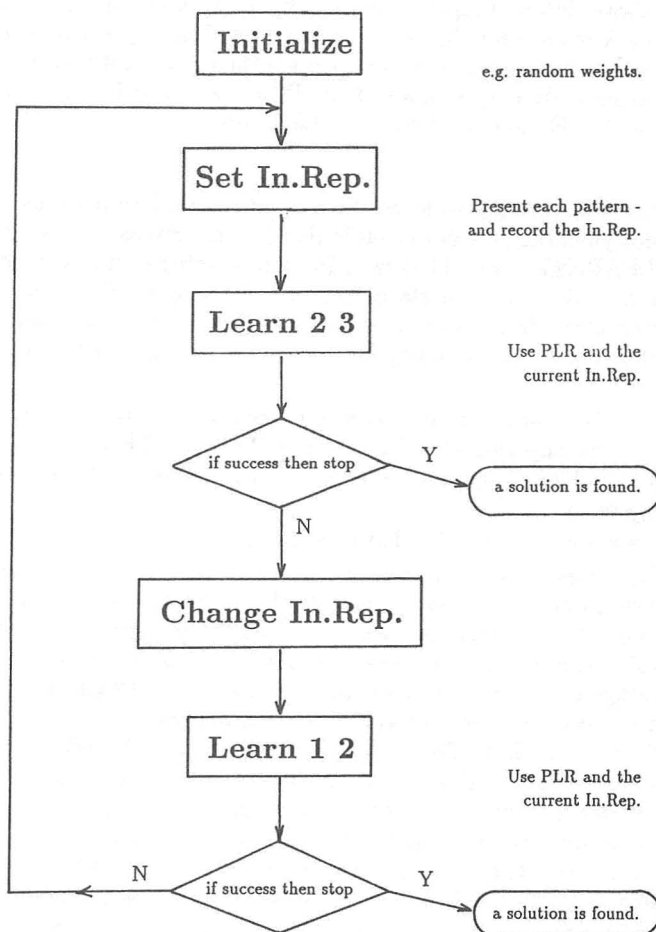 Initialize
e.g. random weights.
Set In.Rep.
Present each pattern -
and record the In.Rep.
Learn 2 3
Use PLR and the
current In.Rep.
if success then stop
Y
a solution is found.
N
Change In.Rep.
Learn 1 2
Use PLR and the
current In.Rep.
N
if success then stop
Y
a solution is found.